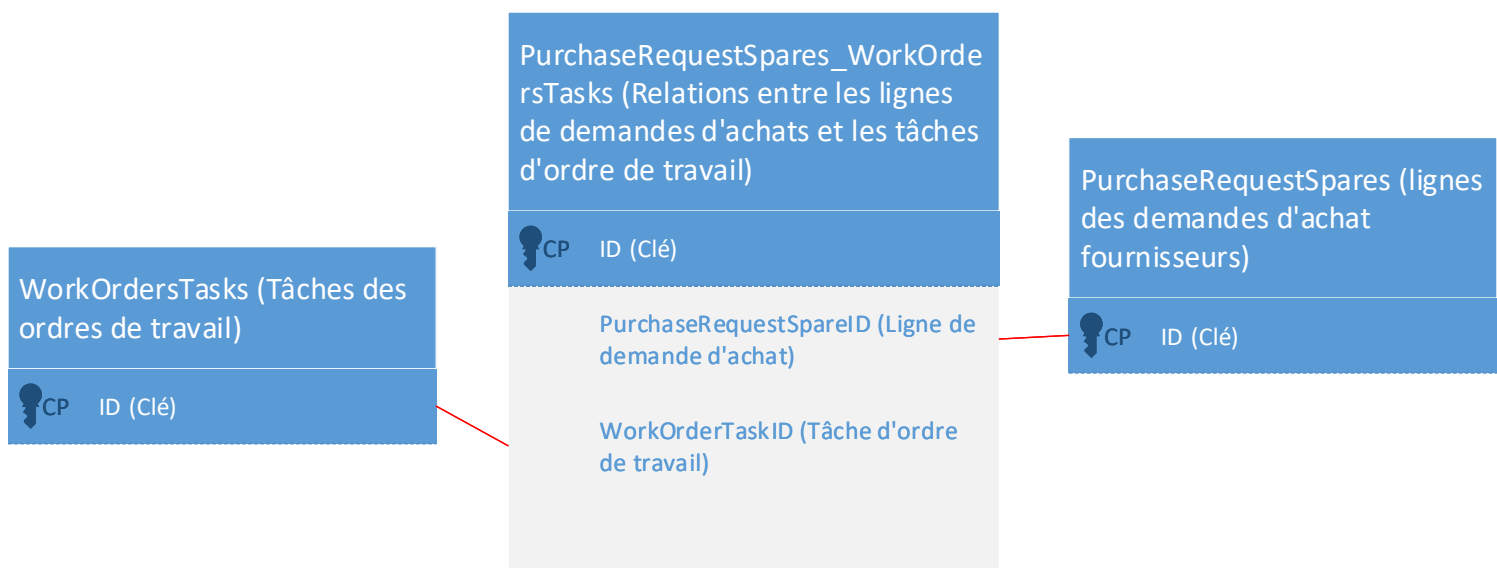 PurchaseRequestSpares_WorkOrde
rsTasks (Relations entre les lignes
de demandes d'achats et les tâches
d'ordre de travail)
CP ID (Clé)
PurchaseRequestSpareID (Ligne de
demande d'achat)
WorkOrderTaskID (Tâche d'ordre
de travail)
WorkOrdersTasks (Tâches des
ordres de travail)
CP ID (Clé)
PurchaseRequestSpares (lignes
des demandes d'achat
fournisseurs)
CP ID (Clé)